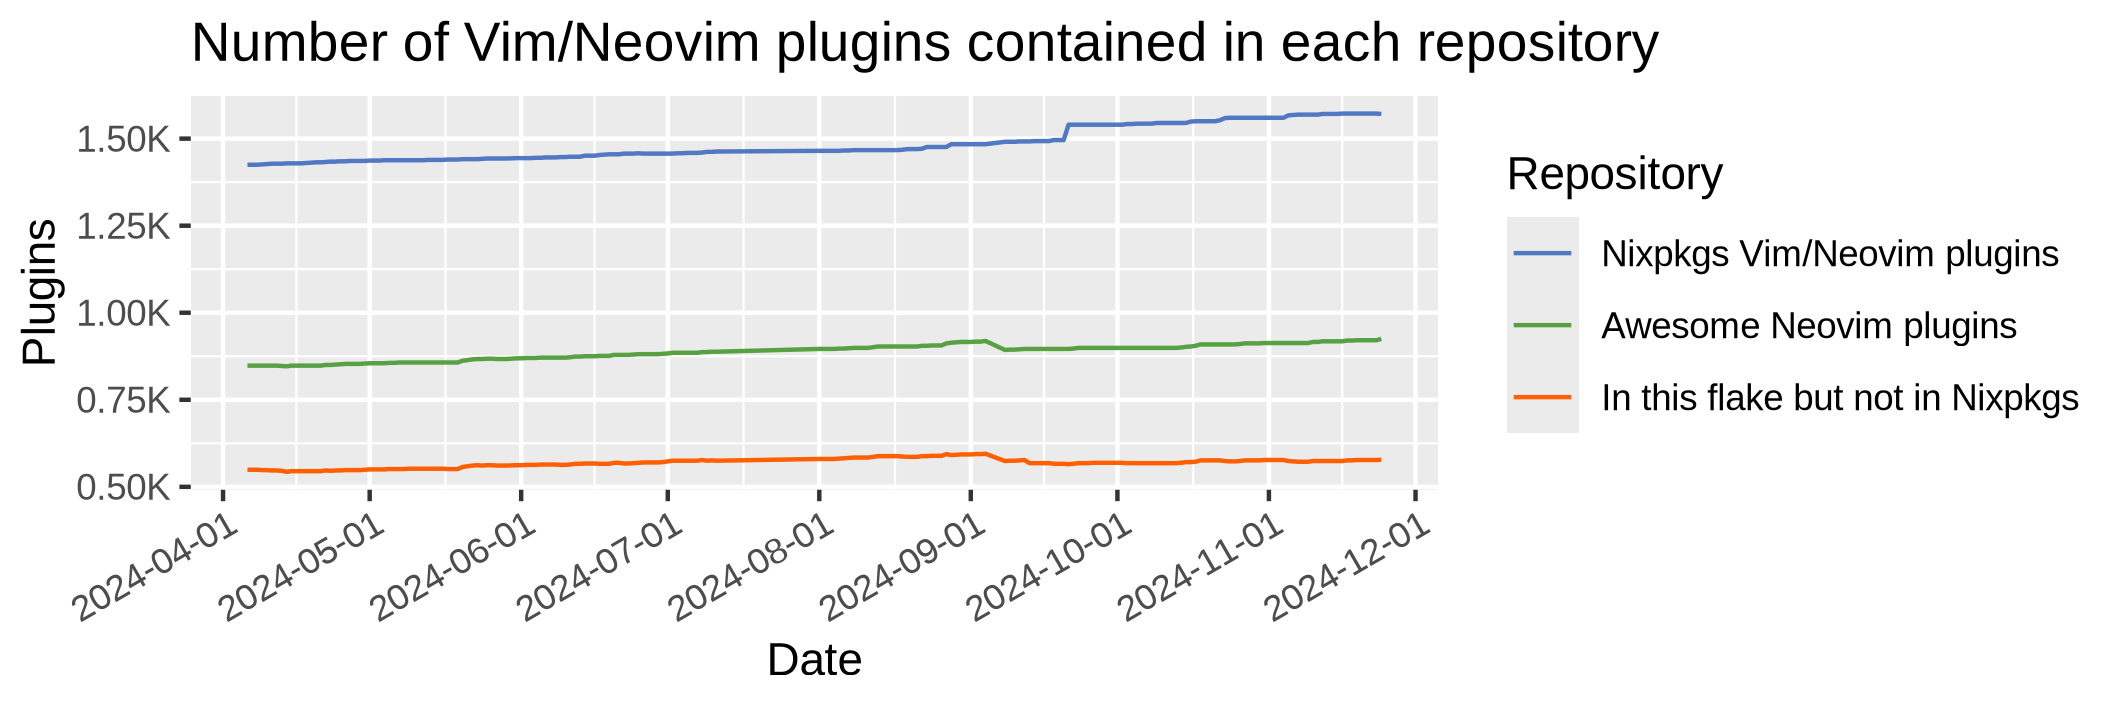 Number of Vim/Neovim plugins contained in each repository
Plugins
1.50K
1.25K
1.00K
0.75K
0.50K
2024-04-01
2024-05-01
2024-06-01
2024-07-01
2024-08-01
2024-09-01
2024-10-01
2024-11-01
2024-12-01
Date
Repository
Nixpkgs Vim/Neovim plugins
Awesome Neovim plugins
In this flake but not in Nixpkgs